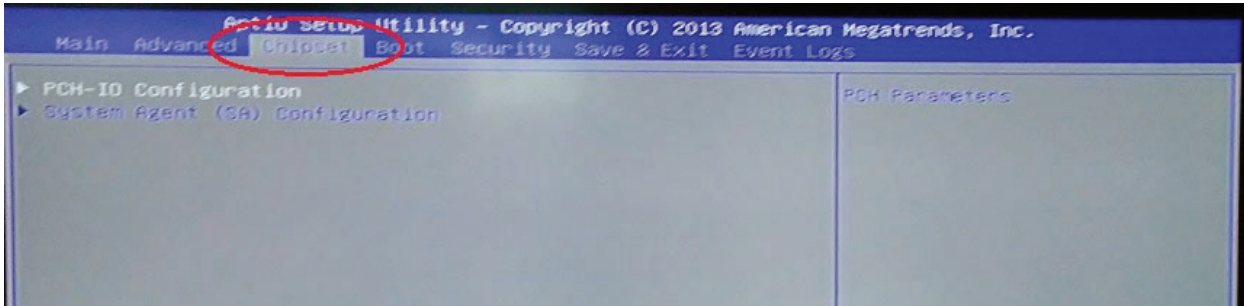 Aptio Setup Utility – Copyright (C) 2013 American Megatrends, Inc.
Main Advanced Chipset Boot Security Save & Exit Event Logs
► PCH-IO Configuration
► System Agent (SA) Configuration
PCH Parameters